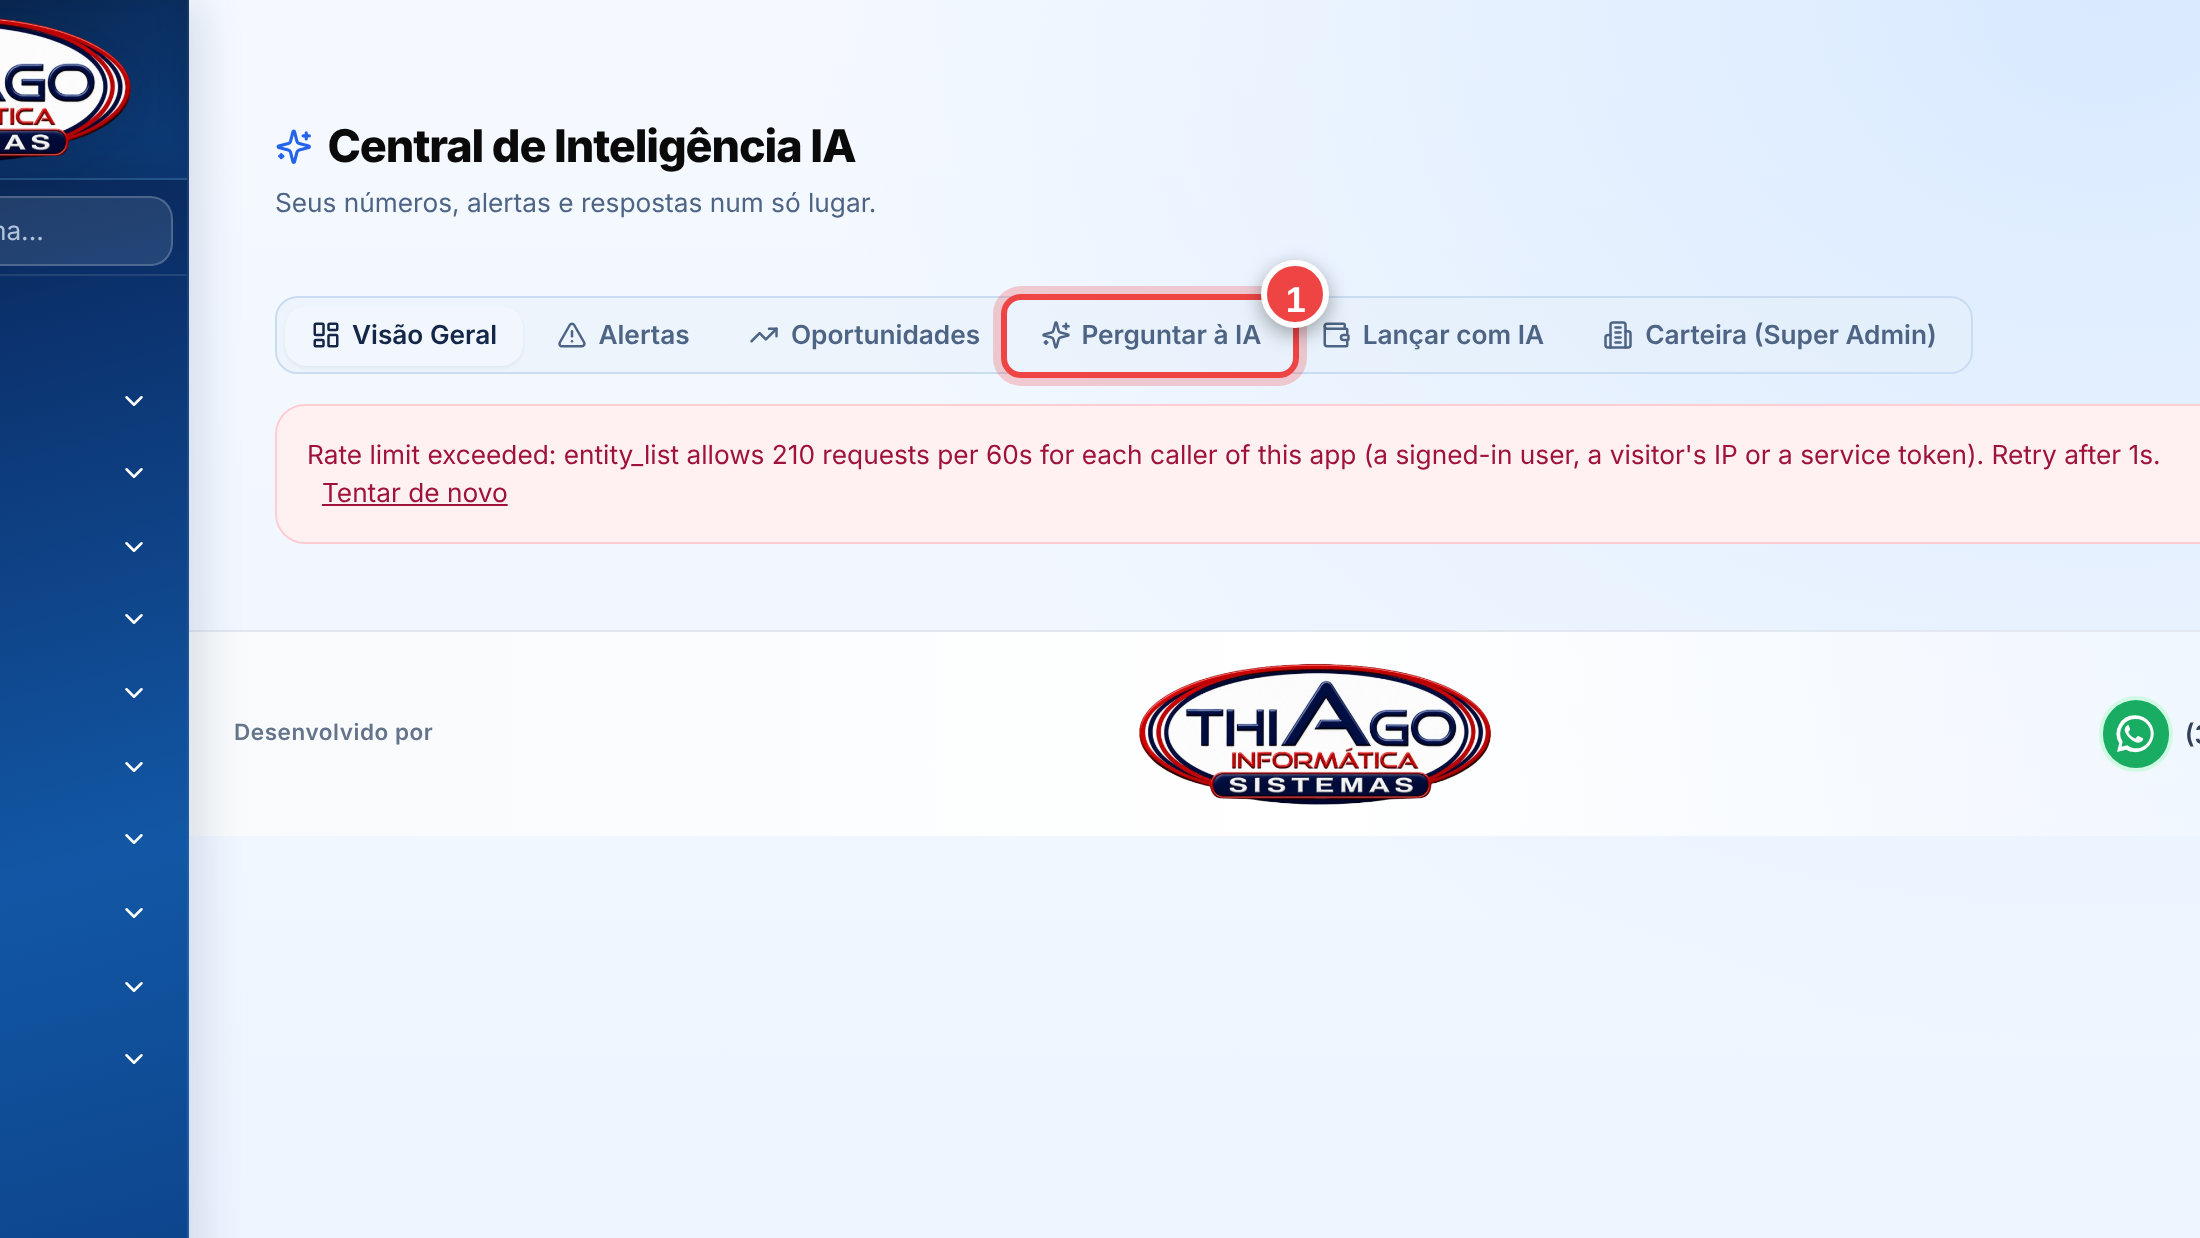 AGO
TICA
AS
na...
Central de Inteligência IA
Seus números, alertas e respostas num só lugar.
1
Visão Geral
Alertas
Oportunidades
Perguntar à IA
Lançar com IA
Carteira (Super Admin)
Rate limit exceeded: entity_list allows 210 requests per 60s for each caller of this app (a signed-in user, a visitor's IP or a service token). Retry after 1s.
Tentar de novo
Desenvolvido por
THIAGO
INFORMÁTICA
SISTEMAS
(3